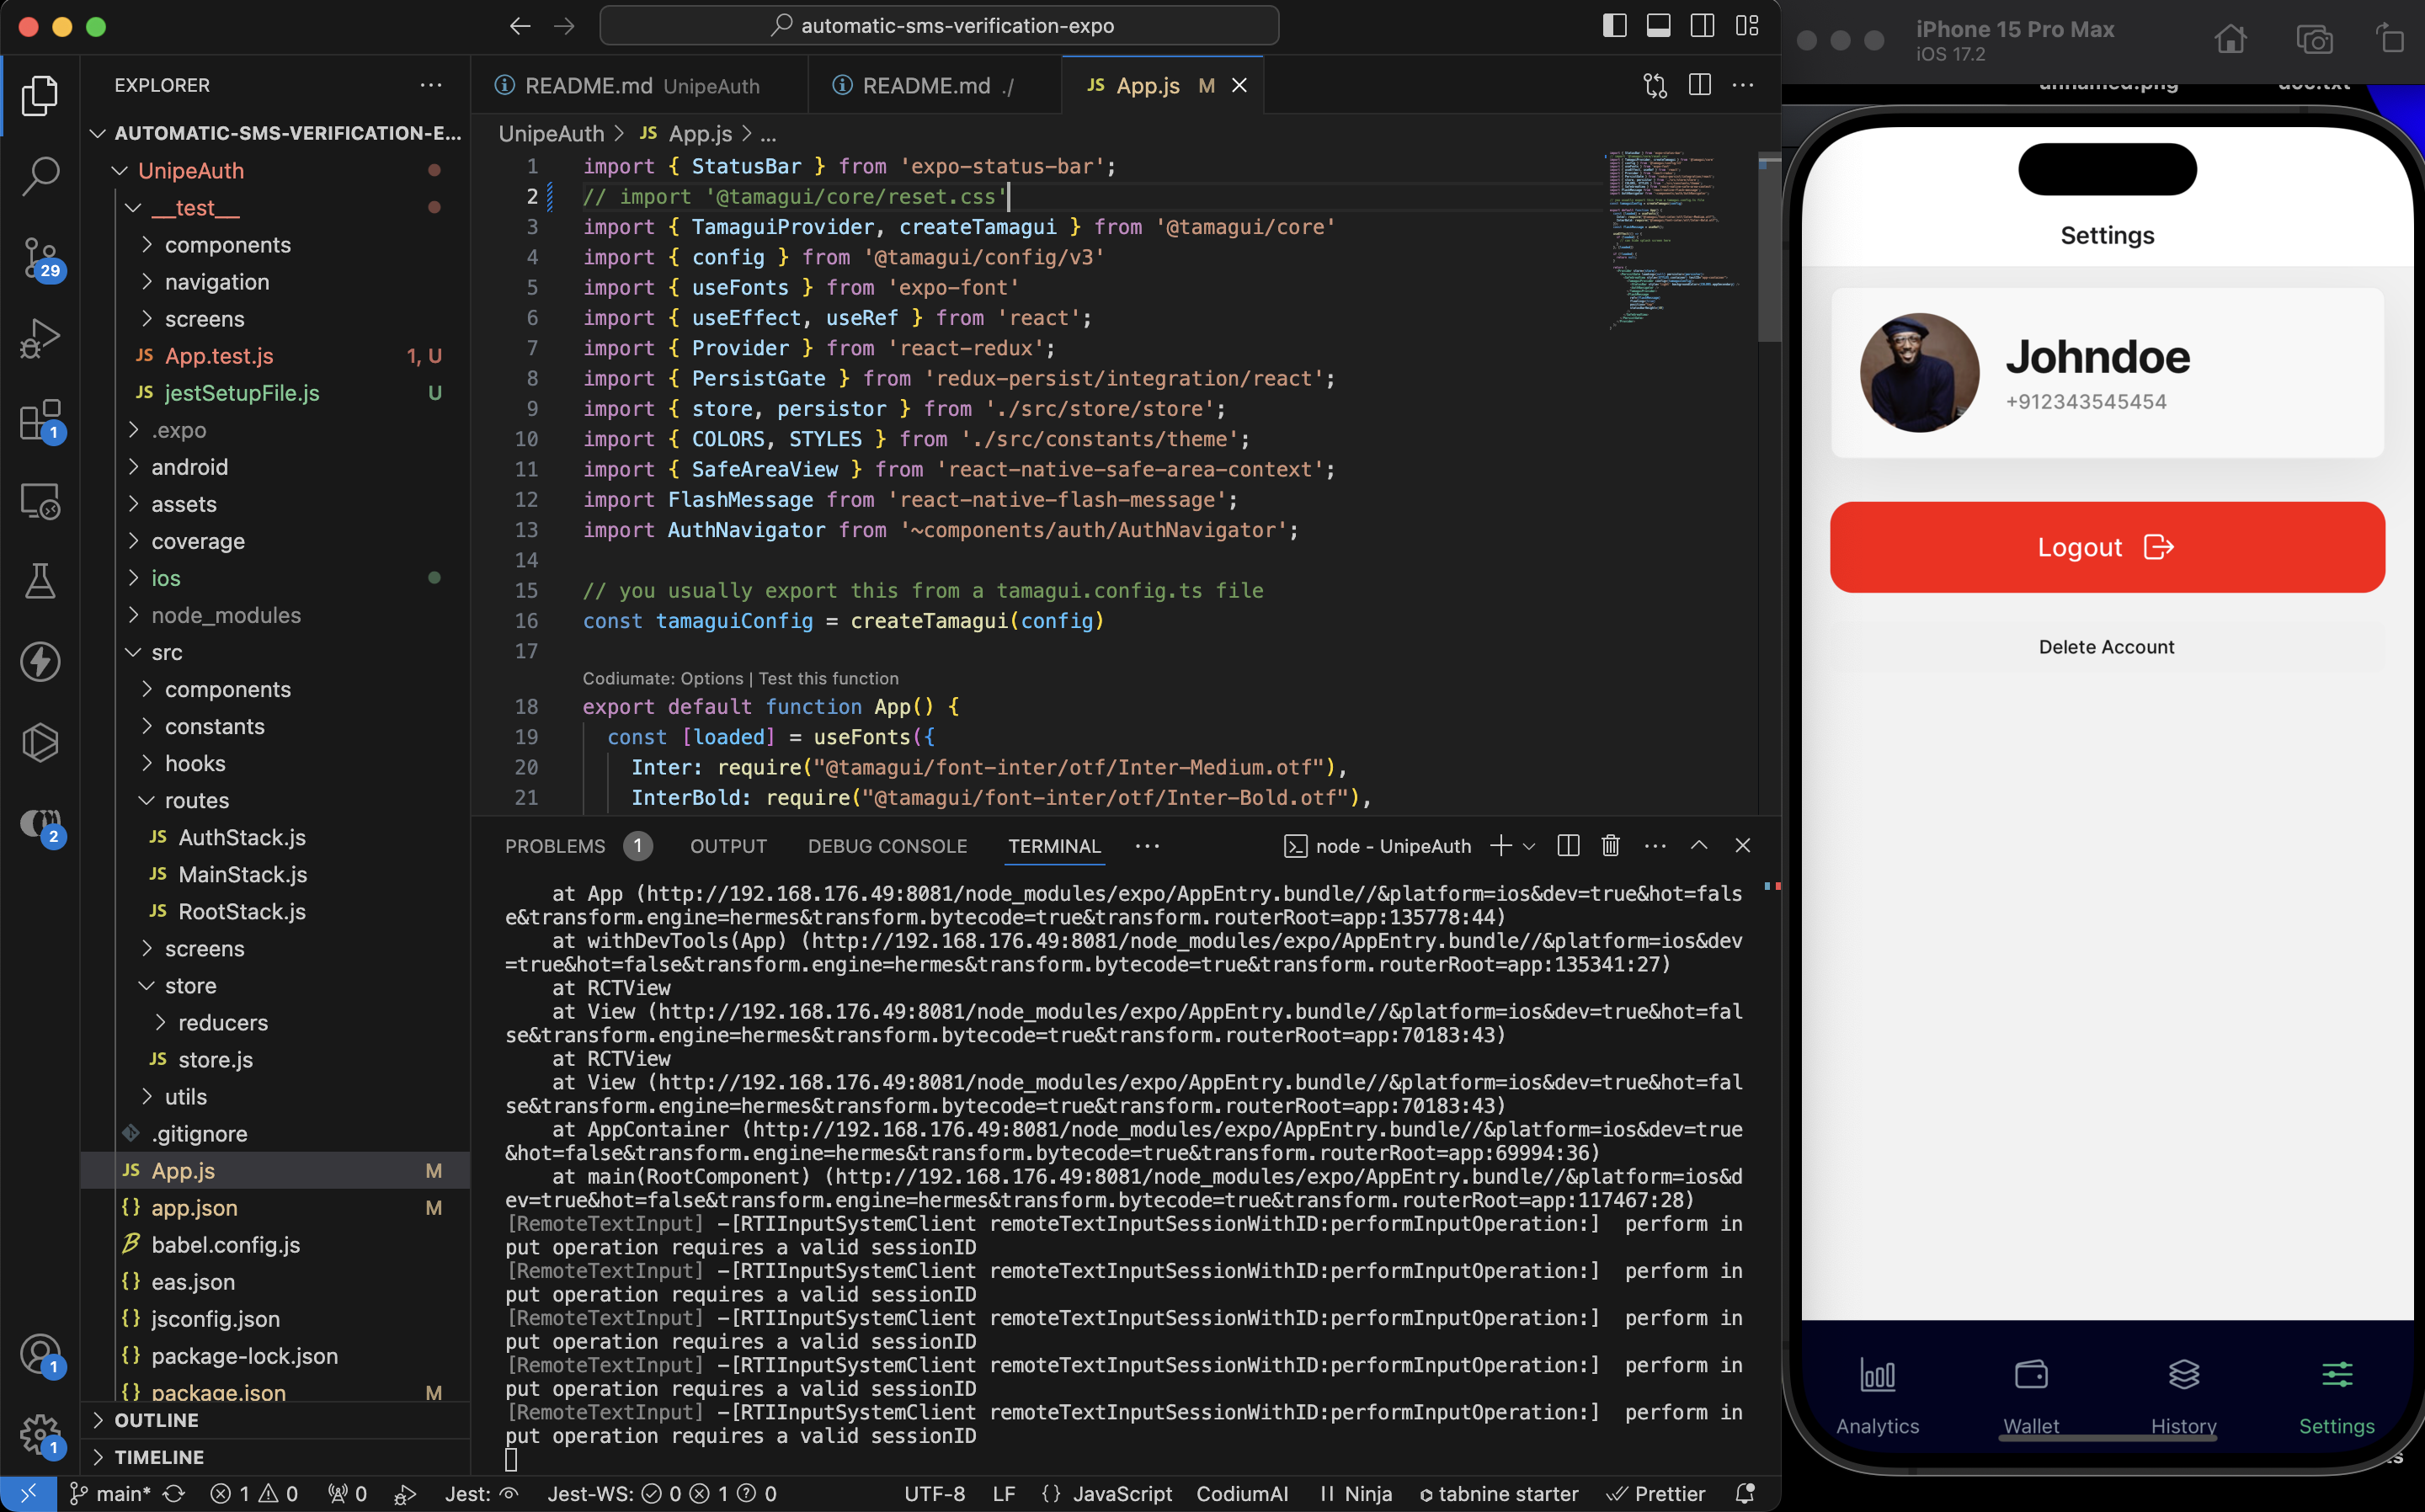 automatic-sms-verification-expo
EXPLORER
AUTOMATIC-SMS-VERIFICATION-E...
UnipeAuth
__test__
components
navigation
screens
JS App.test.js 1, U
JS jestSetupFile.js U
.expo
android
assets
coverage
ios
node_modules
src
components
constants
hooks
routes
JS AuthStack.js
JS MainStack.js
JS RootStack.js
screens
store
reducers
JS store.js
utils
.gitignore
JS App.js M
{} app.json M
babel.config.js
{} eas.json
{} jsconfig.json
{} package-lock.json
{} package.json M
OUTLINE
TIMELINE
29
1
2
1
1
README.md UnipeAuth
README.md ./
JS App.js M
UnipeAuth > JS App.js > ...
1 import { StatusBar } from 'expo-status-bar';
2 // import '@tamagui/core/reset.css'
3 import { TamaguiProvider, createTamagui } from '@tamagui/core'
4 import { config } from '@tamagui/config/v3'
5 import { useFonts } from 'expo-font'
6 import { useEffect, useRef } from 'react';
7 import { Provider } from 'react-redux';
8 import { PersistGate } from 'redux-persist/integration/react';
9 import { store, persistor } from './src/store/store';
10 import { COLORS, STYLES } from './src/constants/theme';
11 import { SafeAreaView } from 'react-native-safe-area-context';
12 import FlashMessage from 'react-native-flash-message';
13 import AuthNavigator from '~components/auth/AuthNavigator';
14
15 // you usually export this from a tamagui.config.ts file
16 const tamaguiConfig = createTamagui(config)
17
Codiumate: Options | Test this function
18 export default function App() {
19 const [loaded] = useFonts({
20 Inter: require("@tamagui/font-inter/otf/Inter-Medium.otf"),
21 InterBold: require("@tamagui/font-inter/otf/Inter-Bold.otf"),
PROBLEMS 1 OUTPUT DEBUG CONSOLE TERMINAL ... node - UnipeAuth
at App (http://192.168.176.49:8081/node_modules/expo/AppEntry.bundle//&platform=ios&dev=true&hot=fals
e&transform.engine=hermes&transform.bytecode=true&transform.routerRoot=app:135778:44)
at withDevTools(App) (http://192.168.176.49:8081/node_modules/expo/AppEntry.bundle//&platform=ios&dev
=true&hot=false&transform.engine=hermes&transform.bytecode=true&transform.routerRoot=app:135341:27)
at RCTView
at View (http://192.168.176.49:8081/node_modules/expo/AppEntry.bundle//&platform=ios&dev=true&hot=fal
se&transform.engine=hermes&transform.bytecode=true&transform.routerRoot=app:70183:43)
at RCTView
at View (http://192.168.176.49:8081/node_modules/expo/AppEntry.bundle//&platform=ios&dev=true&hot=fal
se&transform.engine=hermes&transform.bytecode=true&transform.routerRoot=app:70183:43)
at AppContainer (http://192.168.176.49:8081/node_modules/expo/AppEntry.bundle//&platform=ios&dev=true
&hot=false&transform.engine=hermes&transform.bytecode=true&transform.routerRoot=app:69994:36)
at main(RootComponent) (http://192.168.176.49:8081/node_modules/expo/AppEntry.bundle//&platform=ios&d
ev=true&hot=false&transform.engine=hermes&transform.bytecode=true&transform.routerRoot=app:117467:28)
[RemoteTextInput] -[RTIInputSystemClient remoteTextInputSessionWithID:performInputOperation:] perform in
put operation requires a valid sessionID
[RemoteTextInput] -[RTIInputSystemClient remoteTextInputSessionWithID:performInputOperation:] perform in
put operation requires a valid sessionID
[RemoteTextInput] -[RTIInputSystemClient remoteTextInputSessionWithID:performInputOperation:] perform in
put operation requires a valid sessionID
[RemoteTextInput] -[RTIInputSystemClient remoteTextInputSessionWithID:performInputOperation:] perform in
put operation requires a valid sessionID
[RemoteTextInput] -[RTIInputSystemClient remoteTextInputSessionWithID:performInputOperation:] perform in
put operation requires a valid sessionID
main* 1 0 0 Jest: Jest-WS: 0 1 0 UTF-8 LF {} JavaScript CodiumAI Ninja tabnine starter Prettier
iPhone 15 Pro Max
iOS 17.2
Settings
Johndoe
+912343545454
Logout
Delete Account
Analytics Wallet History Settings